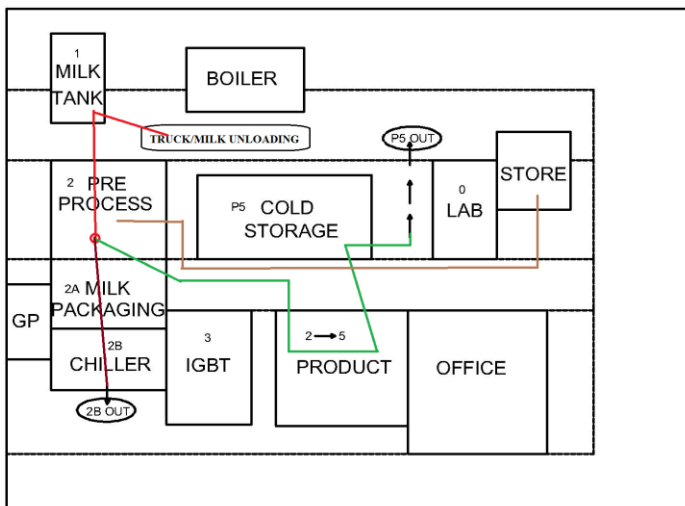 1
MILK
TANK
BOILER
TRUCK/MILK UNLOADING
P5 OUT
STORE
2 PRE
PROCESS
P5 COLD
STORAGE
0
LAB
2A MILK
PACKAGING
GP
2B
CHILLER
3
IGBT
2 5
PRODUCT
OFFICE
2B OUT